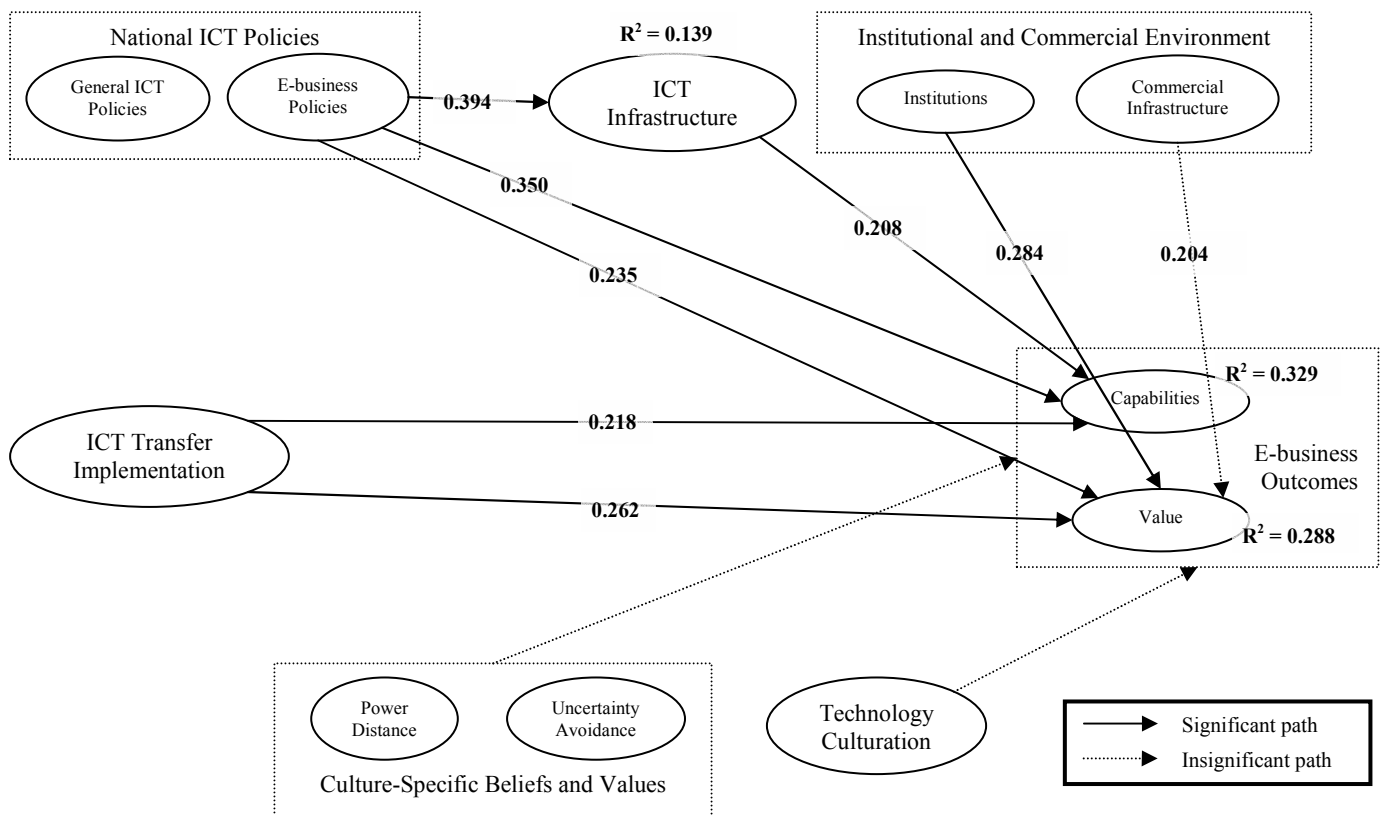 National ICT Policies
General ICT
Policies
E-business
Policies
0.394
R² = 0.139
ICT
Infrastructure
Institutional and Commercial Environment
Institutions
Commercial
Infrastructure
0.350
0.208
0.284
0.204
0.235
R² = 0.329
Capabilities
ICT Transfer
Implementation
0.218
E-business
Outcomes
0.262
Value
R² = 0.288
Power
Distance
Uncertainty
Avoidance
Culture-Specific Beliefs and Values
Technology
Culturation
Significant path
Insignificant path